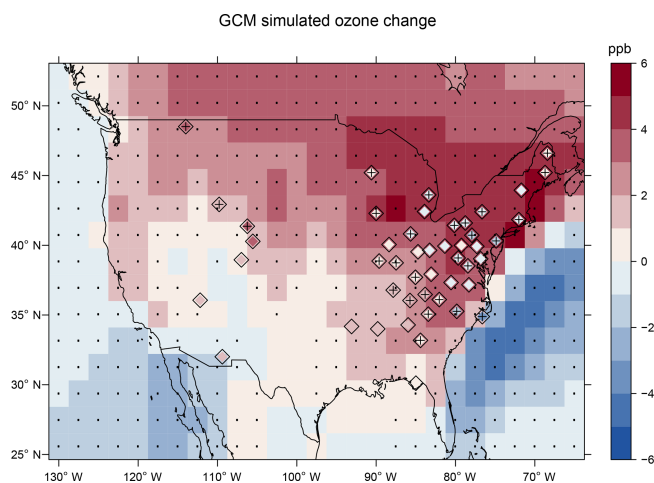 GCM simulated ozone change
ppb
50° N
45° N
40° N
35° N
30° N
25° N
130° W
120° W
110° W
100° W
90° W
80° W
70° W
6
4
2
0
-2
-4
-6